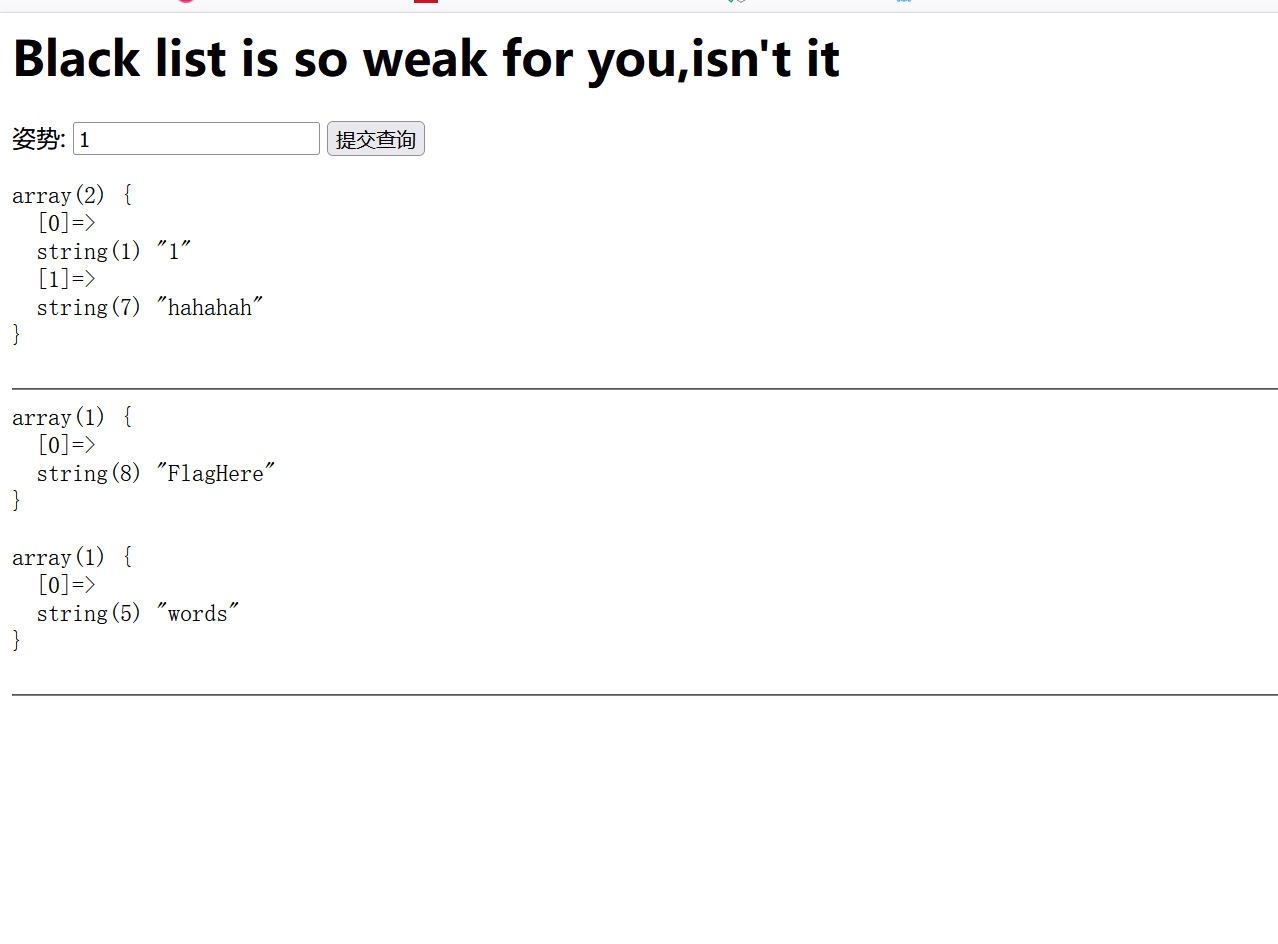 Black list is so weak for you,isn't it
姿势: 1 提交查询
array(2) {
  [0]=>
  string(1) "1"
  [1]=>
  string(7) "hahahah"
}
array(1) {
  [0]=>
  string(8) "FlagHere"
}
array(1) {
  [0]=>
  string(5) "words"
}